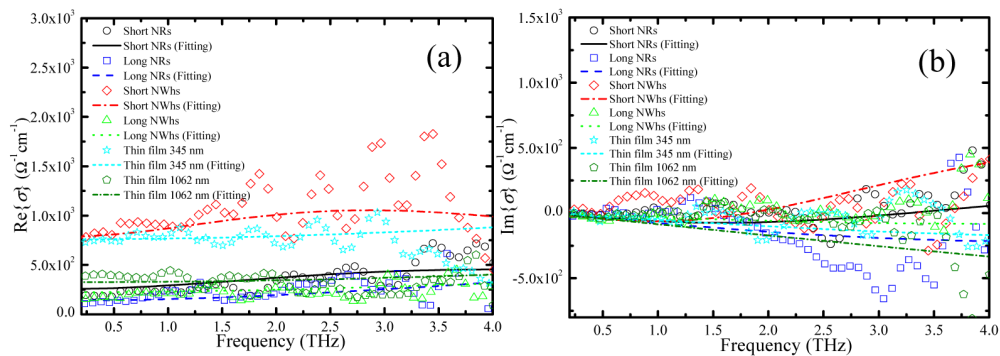 (a)
Re{σ} (Ω⁻¹ cm⁻¹)
3.0x10³
2.5x10³
2.0x10³
1.5x10³
1.0x10³
5.0x10²
0.0
Short NRs
Short NRs (Fitting)
Long NRs
Long NRs (Fitting)
Short NWhs
Short NWhs (Fitting)
Long NWhs
Long NWhs (Fitting)
Thin film 345 nm
Thin film 345 nm (Fitting)
Thin film 1062 nm
Thin film 1062 nm (Fitting)
0.5 1.0 1.5 2.0 2.5 3.0 3.5 4.0
Frequency (THz)
(b)
Im{σ} (Ω⁻¹ cm⁻¹)
1.5x10³
1.0x10³
5.0x10²
0.0
-5.0x10²
Short NRs
Short NRs (Fitting)
Long NRs
Long NRs (Fitting)
Short NWhs
Short NWhs (Fitting)
Long NWhs
Long NWhs (Fitting)
Thin film 345 nm
Thin film 345 nm (Fitting)
Thin film 1062 nm
Thin film 1062 nm (Fitting)
0.5 1.0 1.5 2.0 2.5 3.0 3.5 4.0
Frequency (THz)